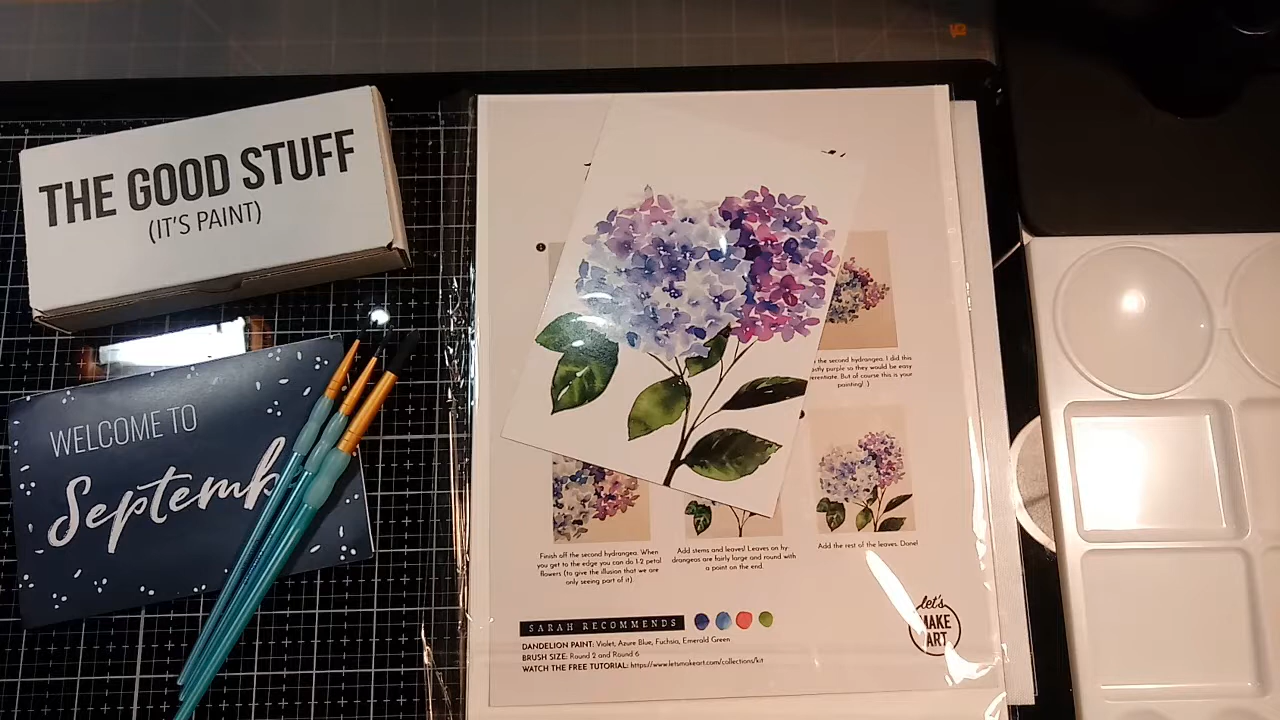 THE GOOD STUFF
(IT'S PAINT)
WELCOME TO
Septemb
the second hydrangea. I did this
stly purple so they would be easy
erentiate. But of course this is your
painting! :)
Finish off the second hydrangea. When
you get to the edge you can do 1-2 petal
flowers (to give the illusion that we are
only seeing part of it).
Add stems and leaves! Leaves on hy-
drangeas are fairly large and round with
a point on the end.
Add the rest of the leaves. Done!
SARAH RECOMMENDS
DANDELION PAINT: Violet, Azure Blue, Fuchsia, Emerald Green
BRUSH SIZE: Round 2 and Round 6
WATCH THE FREE TUTORIAL: https://www.letsmakeart.com/collections/kit
let's
MAKE
ART